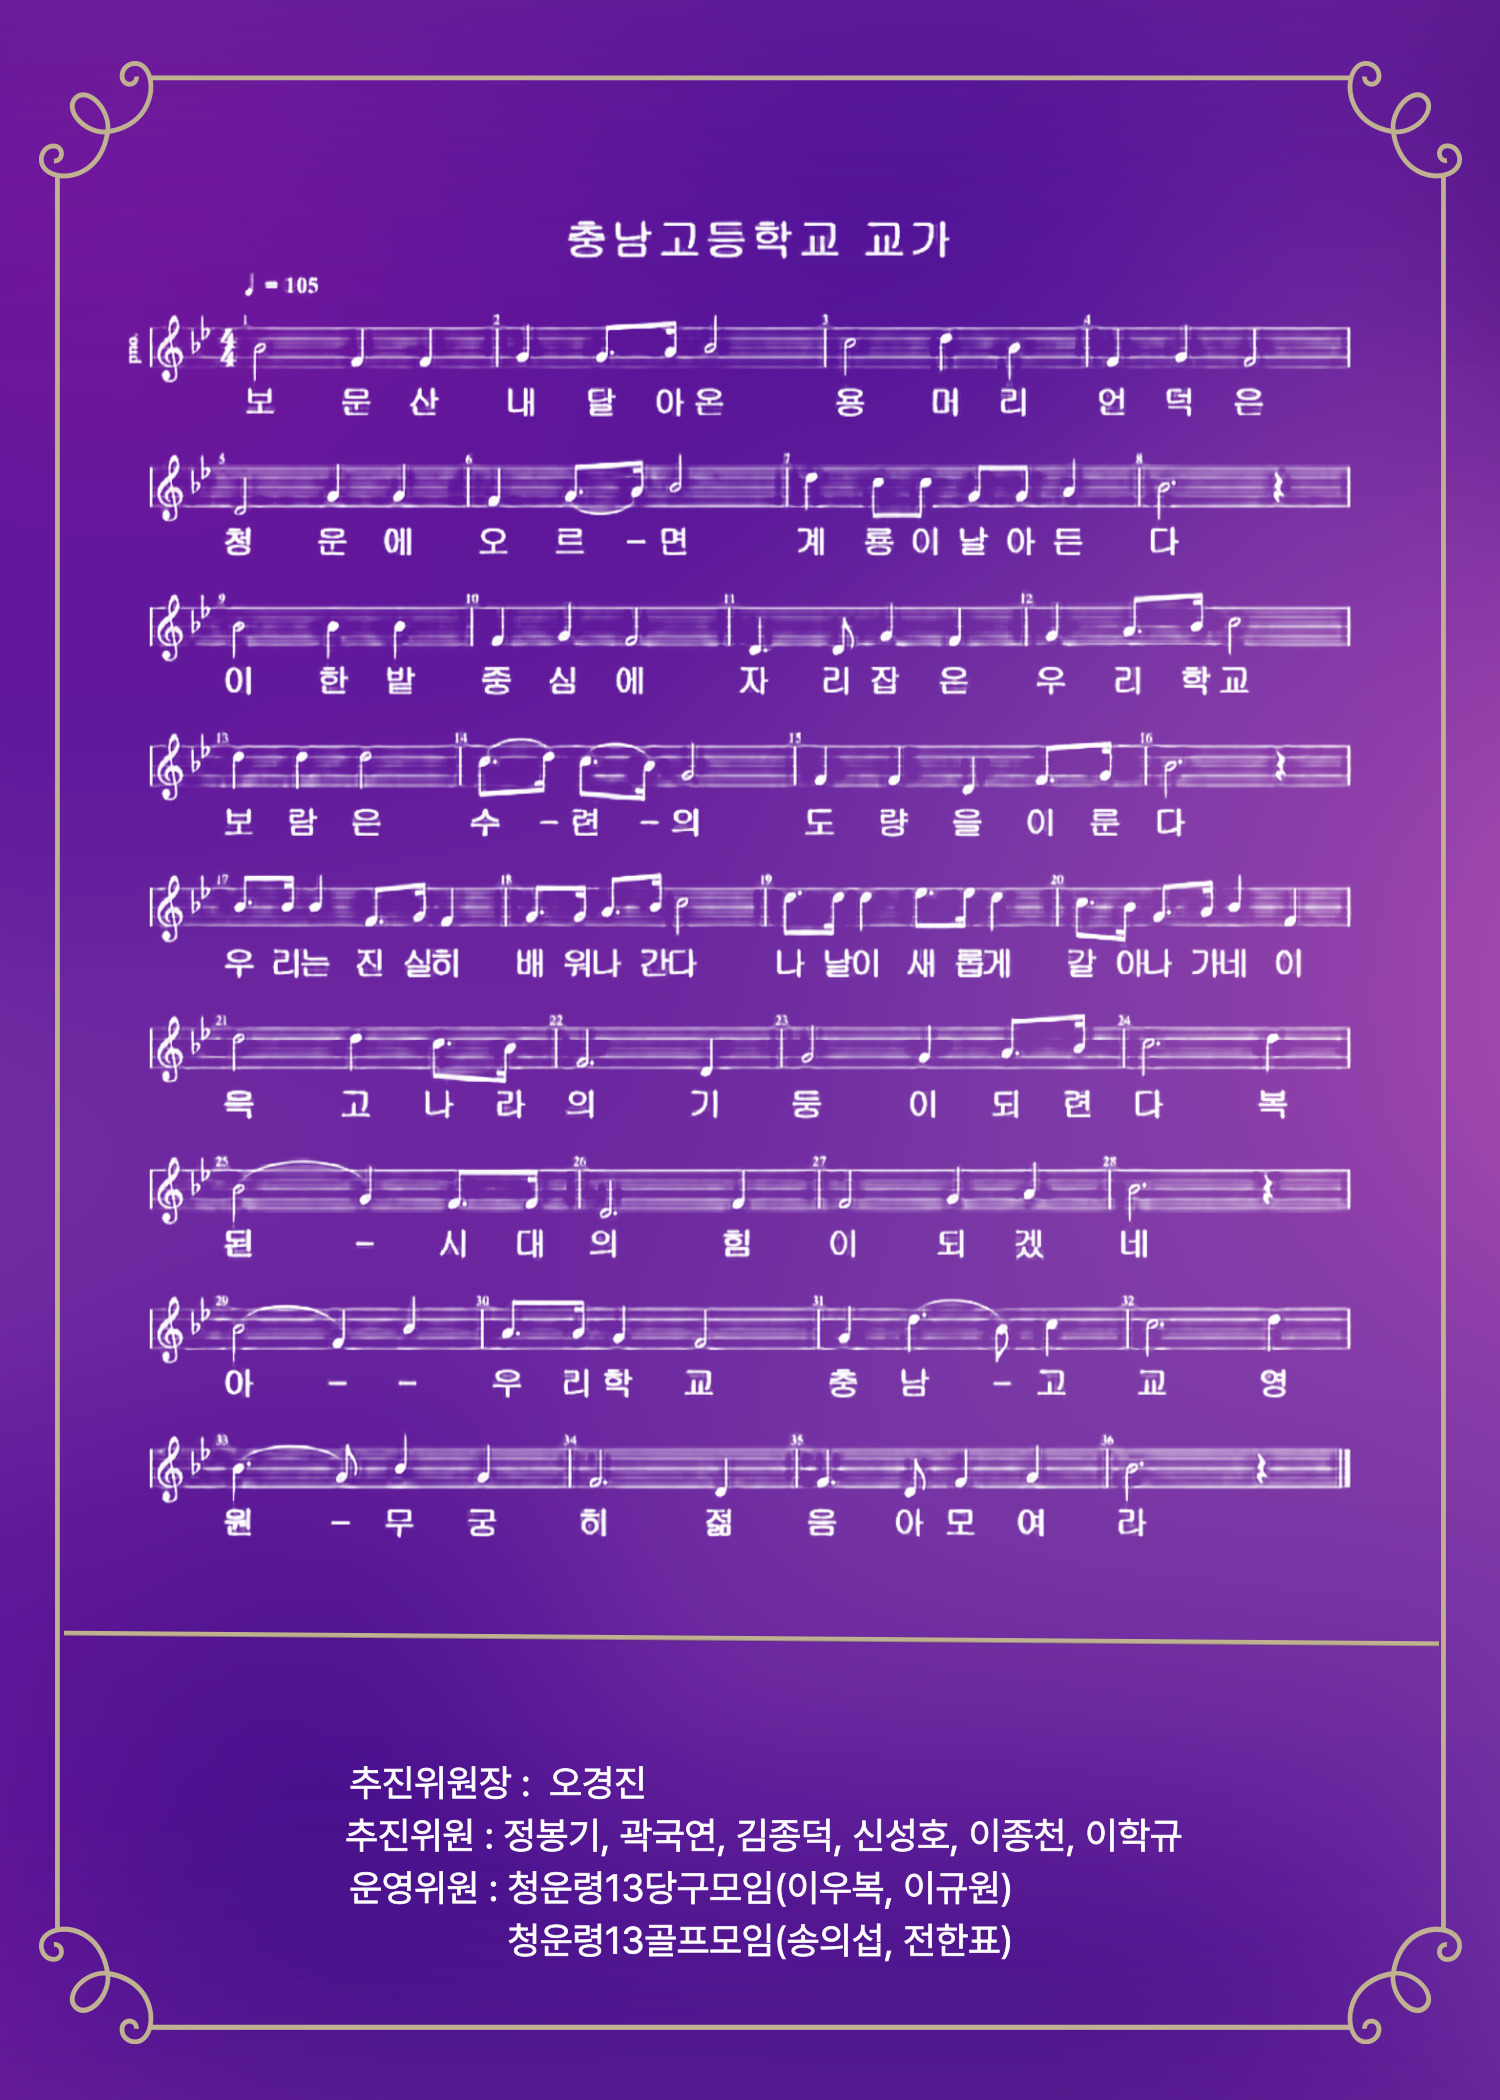 충남고등학교 교가
♩ = 105
pno.
1 2 3 4
4/4
보 문 산 내 달 아 온 용 머 리 언 덕 은
5 6 7 8
청 운 에 오 르 - 면 계 룡 이 날 아 든 다
9 10 11 12
이 한 밭 중 심 에 자 리 잡 은 우 리 학 교
13 14 15 16
보 람 은 수 - 련 - 의 도 량 을 이 룬 다
17 18 19 20
우 리는 진 실히 배 워나 간다 나 날이 새 롭게 갈 아나 가네 이
21 22 23 24
윽 고 나 라 의 기 둥 이 되 련 다 복
25 26 27 28
된 - 시 대 의 힘 이 되 겠 네
29 30 31 32
아 - - 우 리 학 교 충 남 - 고 교 영
33 34 35 36
원 - 무 궁 히 젊 음 아 모 여 라
추진위원장 : 오경진
추진위원 : 정봉기, 곽국연, 김종덕, 신성호, 이종천, 이학규
운영위원 : 청운령13당구모임(이우복, 이규원)
청운령13골프모임(송의섭, 전한표)